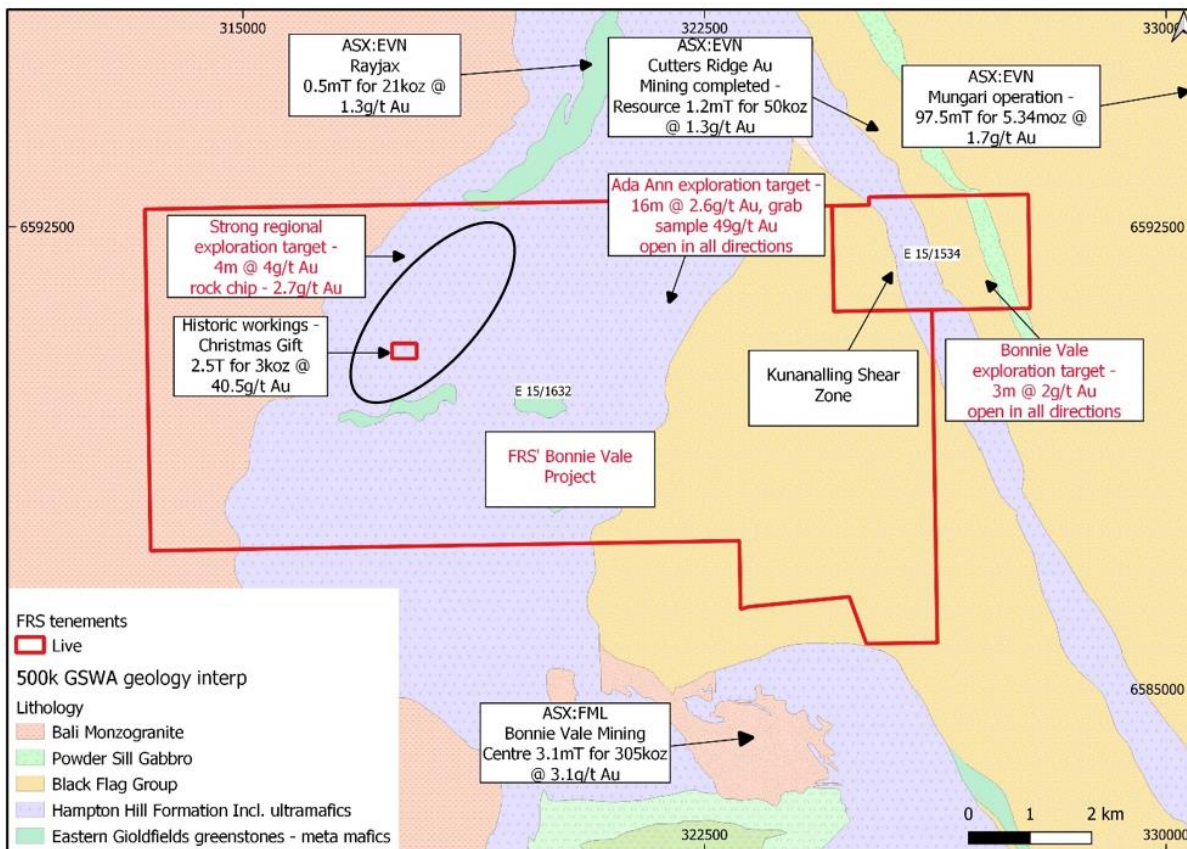 315000
322500
33000
ASX:EVN
Rayjax
0.5mT for 21koz @
1.3g/t Au
ASX:EVN
Cutters Ridge Au
Mining completed -
Resource 1.2mT for 50koz
@ 1.3g/t Au
ASX:EVN
Mungari operation -
97.5mT for 5.34moz @
1.7g/t Au
6592500
6592500
Strong regional
exploration target -
4m @ 4g/t Au
rock chip - 2.7g/t Au
Ada Ann exploration target -
16m @ 2.6g/t Au, grab
sample 49g/t Au
open in all directions
E 15/1534
Historic workings -
Christmas Gift
2.5T for 3koz @
40.5g/t Au
Kunanalling Shear
Zone
Bonnie Vale
exploration target -
3m @ 2g/t Au
open in all directions
E 15/1632
FRS' Bonnie Vale
Project
FRS tenements
Live
500k GSWA geology interp
Lithology
Bali Monzogranite
Powder Sill Gabbro
Black Flag Group
Hampton Hill Formation Incl. ultramafics
Eastern Gioldfields greenstones - meta mafics
ASX:FML
Bonnie Vale Mining
Centre 3.1mT for 305koz
@ 3.1g/t Au
6585000
0 1 2 km
322500
330000